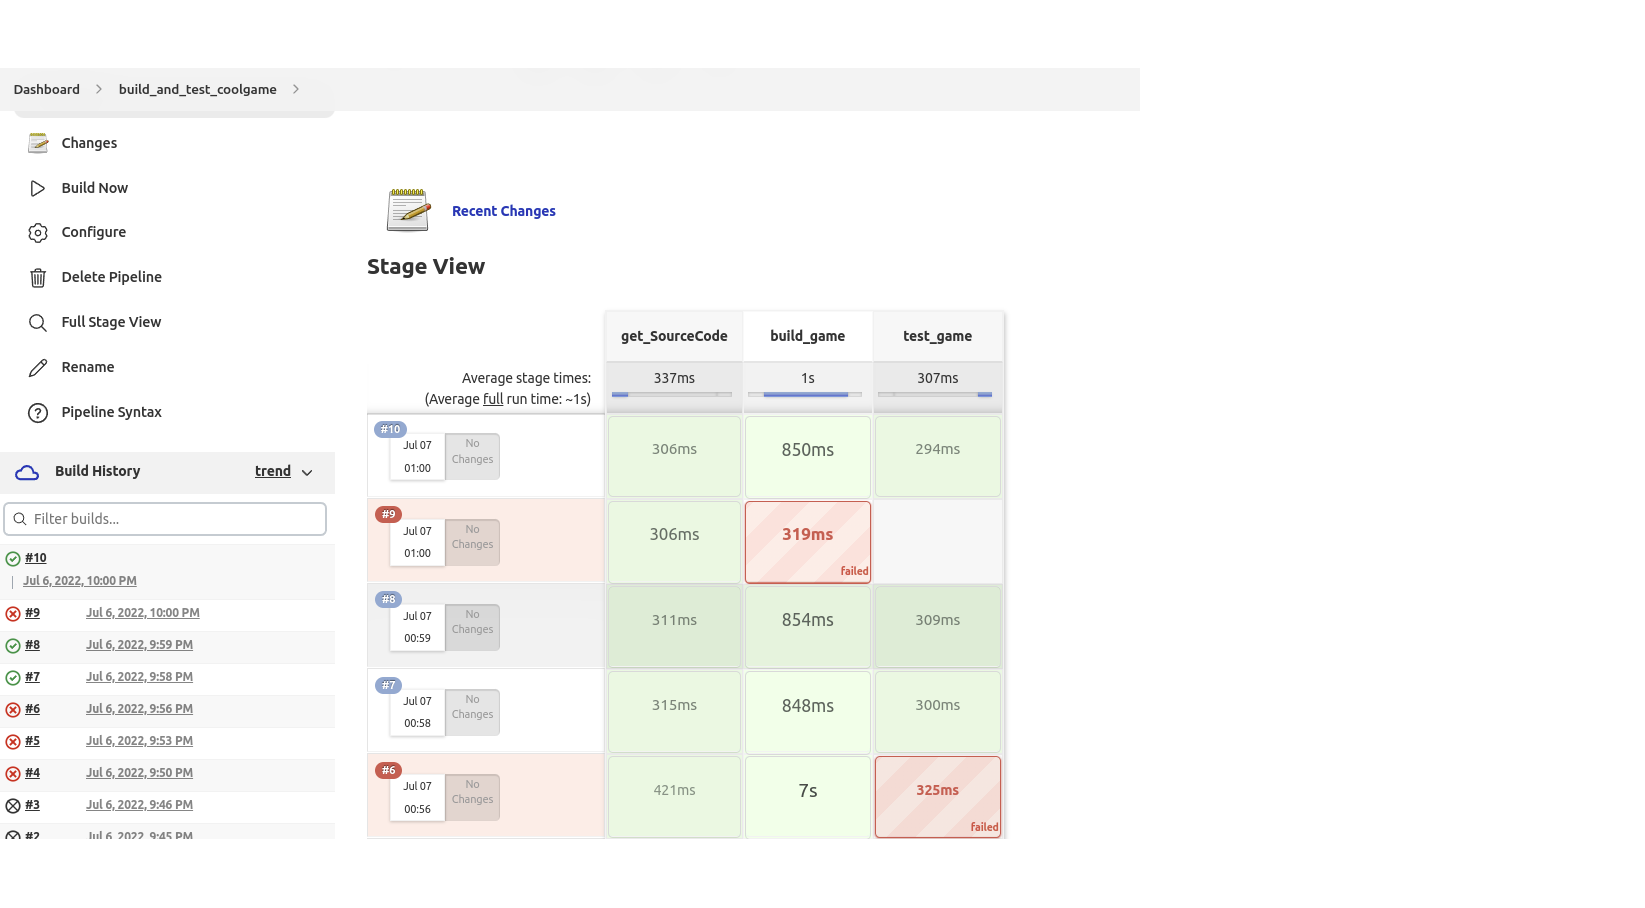 Dashboard > build_and_test_coolgame >
Changes
Build Now
Configure
Delete Pipeline
Full Stage View
Rename
Pipeline Syntax
Build History trend
Filter builds...
#10
Jul 6, 2022, 10:00 PM
#9 Jul 6, 2022, 10:00 PM
#8 Jul 6, 2022, 9:59 PM
#7 Jul 6, 2022, 9:58 PM
#6 Jul 6, 2022, 9:56 PM
#5 Jul 6, 2022, 9:53 PM
#4 Jul 6, 2022, 9:50 PM
#3 Jul 6, 2022, 9:46 PM
#2 Jul 6, 2022, 9:45 PM
Recent Changes
Stage View
get_SourceCode build_game test_game
Average stage times: 337ms 1s 307ms
(Average full run time: ~1s)
#10
Jul 07 No
Changes
01:00
306ms 850ms 294ms
#9
Jul 07 No
Changes
01:00
306ms 319ms
failed
#8
Jul 07 No
Changes
00:59
311ms 854ms 309ms
#7
Jul 07 No
Changes
00:58
315ms 848ms 300ms
#6
Jul 07 No
Changes
00:56
421ms 7s 325ms
failed